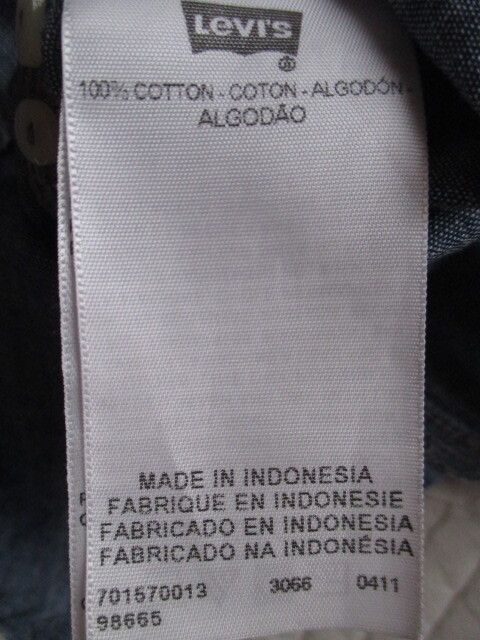 Levi's
100% COTTON - COTON - ALGODÓN -
ALGODÃO
MADE IN INDONESIA
FABRIQUE EN INDONESIE
FABRICADO EN INDONESIA
FABRICADO NA INDONÉSIA
701570013 3066 0411
98665